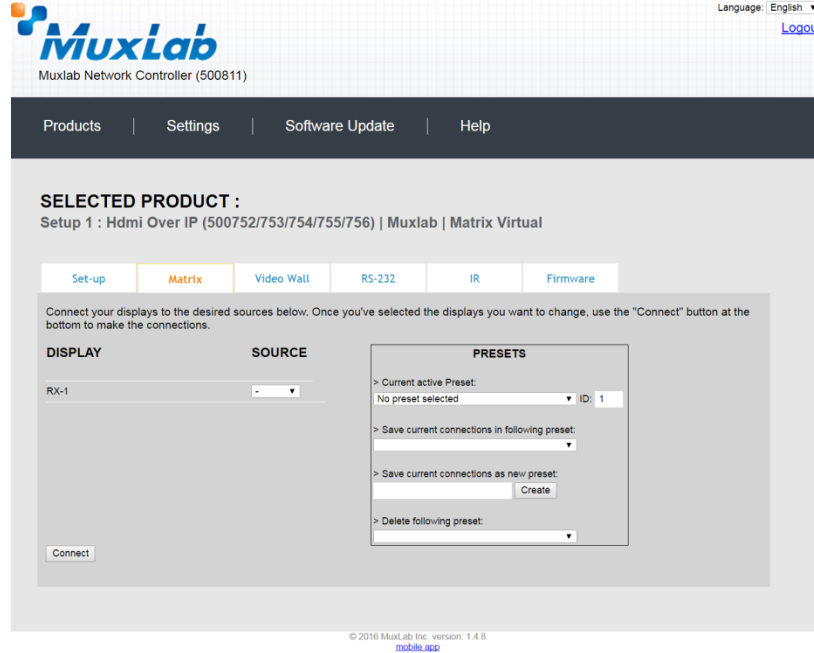 Language: English
Logou
MuxLab
Muxlab Network Controller (500811)
Products | Settings | Software Update | Help
SELECTED PRODUCT :
Setup 1 : Hdmi Over IP (500752/753/754/755/756) | Muxlab | Matrix Virtual
Set-up Matrix Video Wall RS-232 IR Firmware
Connect your displays to the desired sources below. Once you've selected the displays you want to change, use the "Connect" button at the
bottom to make the connections.
DISPLAY SOURCE PRESETS
> Current active Preset:
RX-1 -
No preset selected ID: 1
> Save current connections in following preset:
> Save current connections as new preset:
Create
> Delete following preset:
Connect
© 2016 MuxLab Inc. version: 1.4.8
mobile app